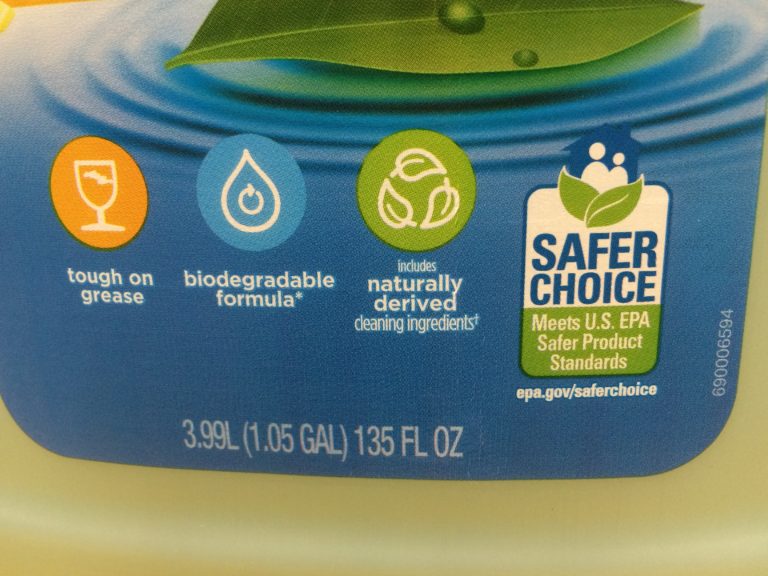 tough on
grease
biodegradable
formula*
includes
naturally
derived
cleaning ingredients†
SAFER
CHOICE
Meets U.S. EPA
Safer Product
Standards
epa.gov/saferchoice
690006594
3.99L (1.05 GAL) 135 FL OZ